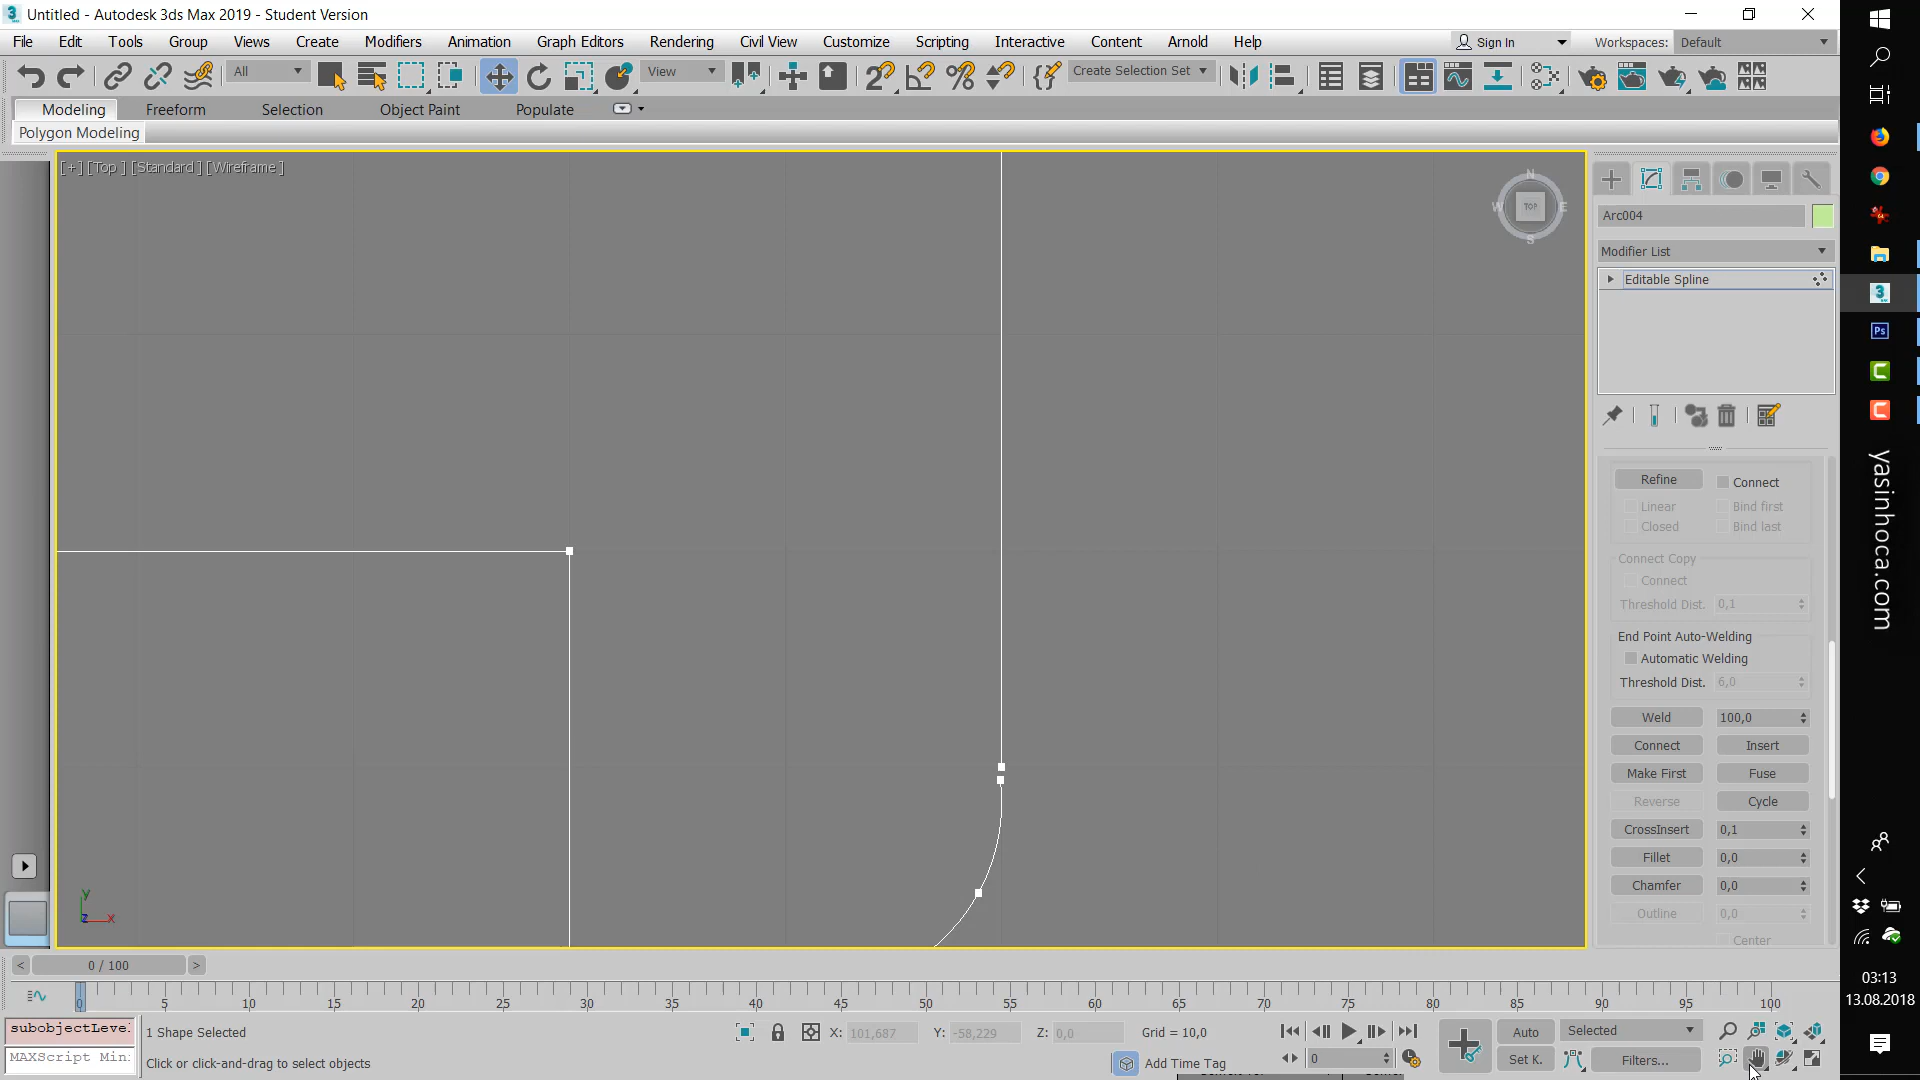 Untitled - Autodesk 3ds Max 2019 - Student Version
File Edit Tools Group Views Create Modifiers Animation Graph Editors Rendering Civil View Customize Scripting Interactive Content Arnold Help Sign In Workspaces: Default
All View Create Selection Set
Modeling Freeform Selection Object Paint Populate
Polygon Modeling
[+] [Top ] [Standard ] [Wireframe ]
N
W TOP E
S
Arc004
Modifier List
Editable Spline
Refine Connect
Linear Bind first
Closed Bind last
Connect Copy
Connect
Threshold Dist. 0,1
End Point Auto-Welding
Automatic Welding
Threshold Dist. 6,0
Weld 100,0
Connect Insert
Make First Fuse
Reverse Cycle
CrossInsert 0,1
Fillet 0,0
Chamfer 0,0
Outline 0,0
Center
yasinhoca.com
y
z x
0 / 100
0 5 10 15 20 25 30 35 40 45 50 55 60 65 70 75 80 85 90 95 100
subobjectLeve
MAXScript Min
1 Shape Selected
Click or click-and-drag to select objects
X: 101,687 Y: -58,229 Z: 0,0 Grid = 10,0
Add Time Tag
0
Auto Selected
Set K. Filters...
03:13
13.08.2018